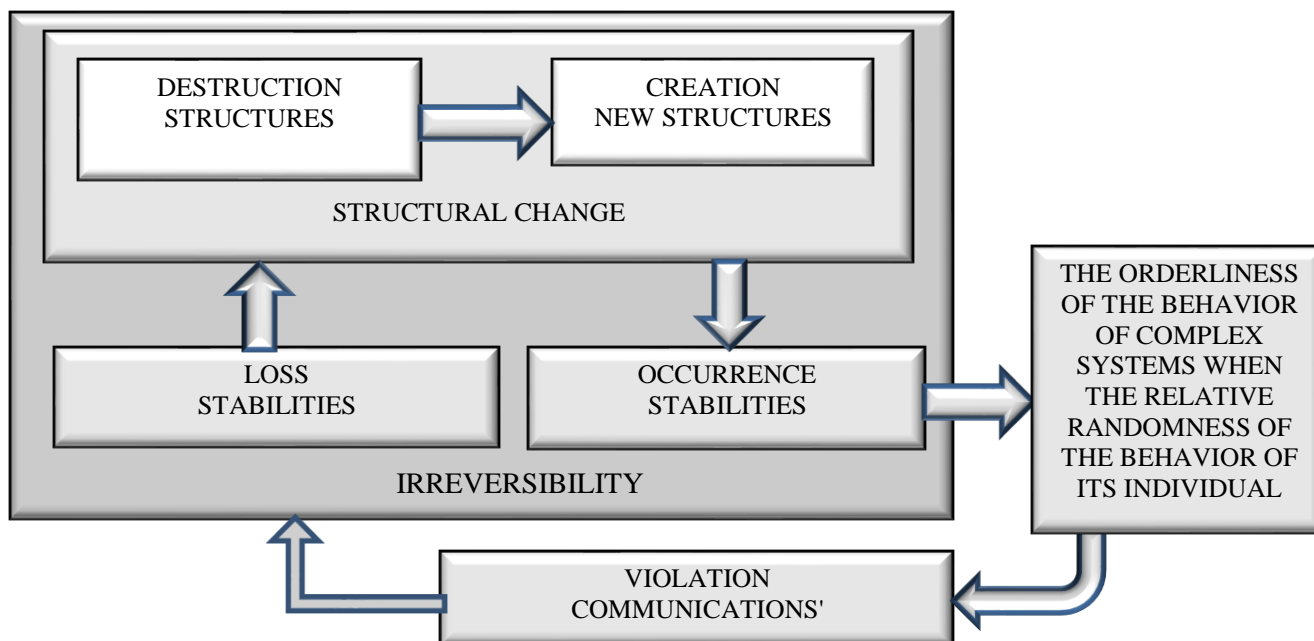 DESTRUCTION
STRUCTURES
CREATION
NEW STRUCTURES
STRUCTURAL CHANGE
LOSS
STABILITIES
OCCURRENCE
STABILITIES
IRREVERSIBILITY
THE ORDERLINESS
OF THE BEHAVIOR
OF COMPLEX
SYSTEMS WHEN
THE RELATIVE
RANDOMNESS OF
THE BEHAVIOR OF
ITS INDIVIDUAL
VIOLATION
COMMUNICATIONS'